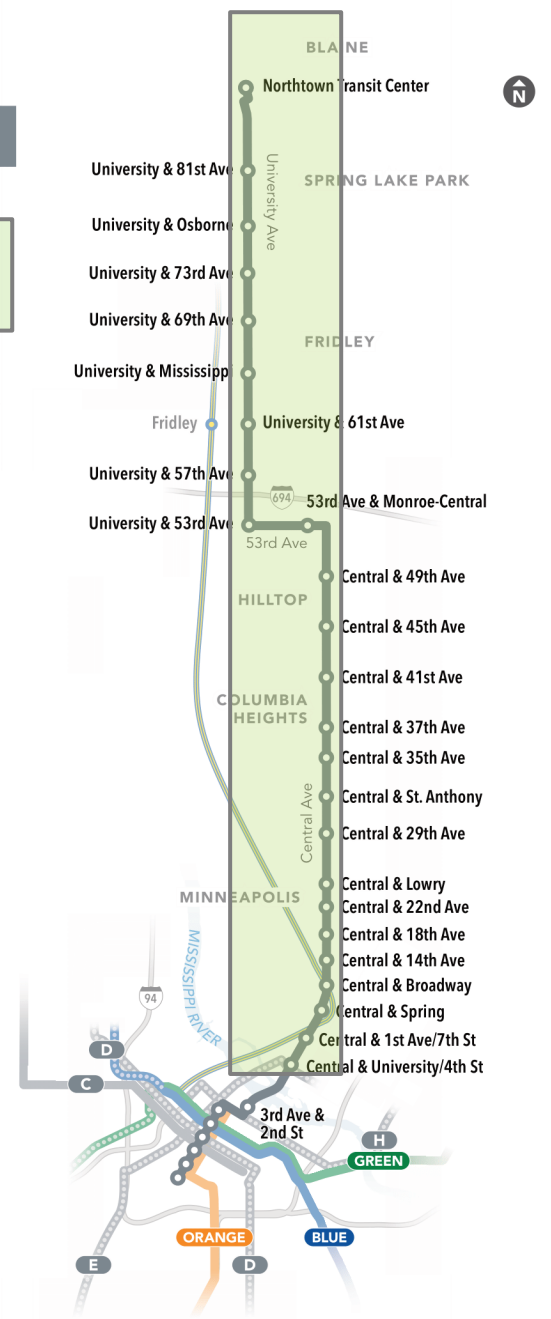 BLAINE
Northtown Transit Center
N
University & 81st Ave
University Ave
SPRING LAKE PARK
University & Osborne
University & 73rd Ave
University & 69th Ave
FRIDLEY
University & Mississippi
Fridley
University & 61st Ave
University & 57th Ave
694
53rd Ave & Monroe-Central
University & 53rd Ave
53rd Ave
Central & 49th Ave
HILLTOP
Central & 45th Ave
Central & 41st Ave
COLUMBIA
HEIGHTS
Central & 37th Ave
Central & 35th Ave
Central & St. Anthony
Central Ave
Central & 29th Ave
Central & Lowry
MINNEAPOLIS
Central & 22nd Ave
Central & 18th Ave
MISSISSIPPI RIVER
Central & 14th Ave
Central & Broadway
94
Central & Spring
Central & 1st Ave/7th St
D
Central & University/4th St
C
3rd Ave &
2nd St
H
GREEN
ORANGE
BLUE
E
D